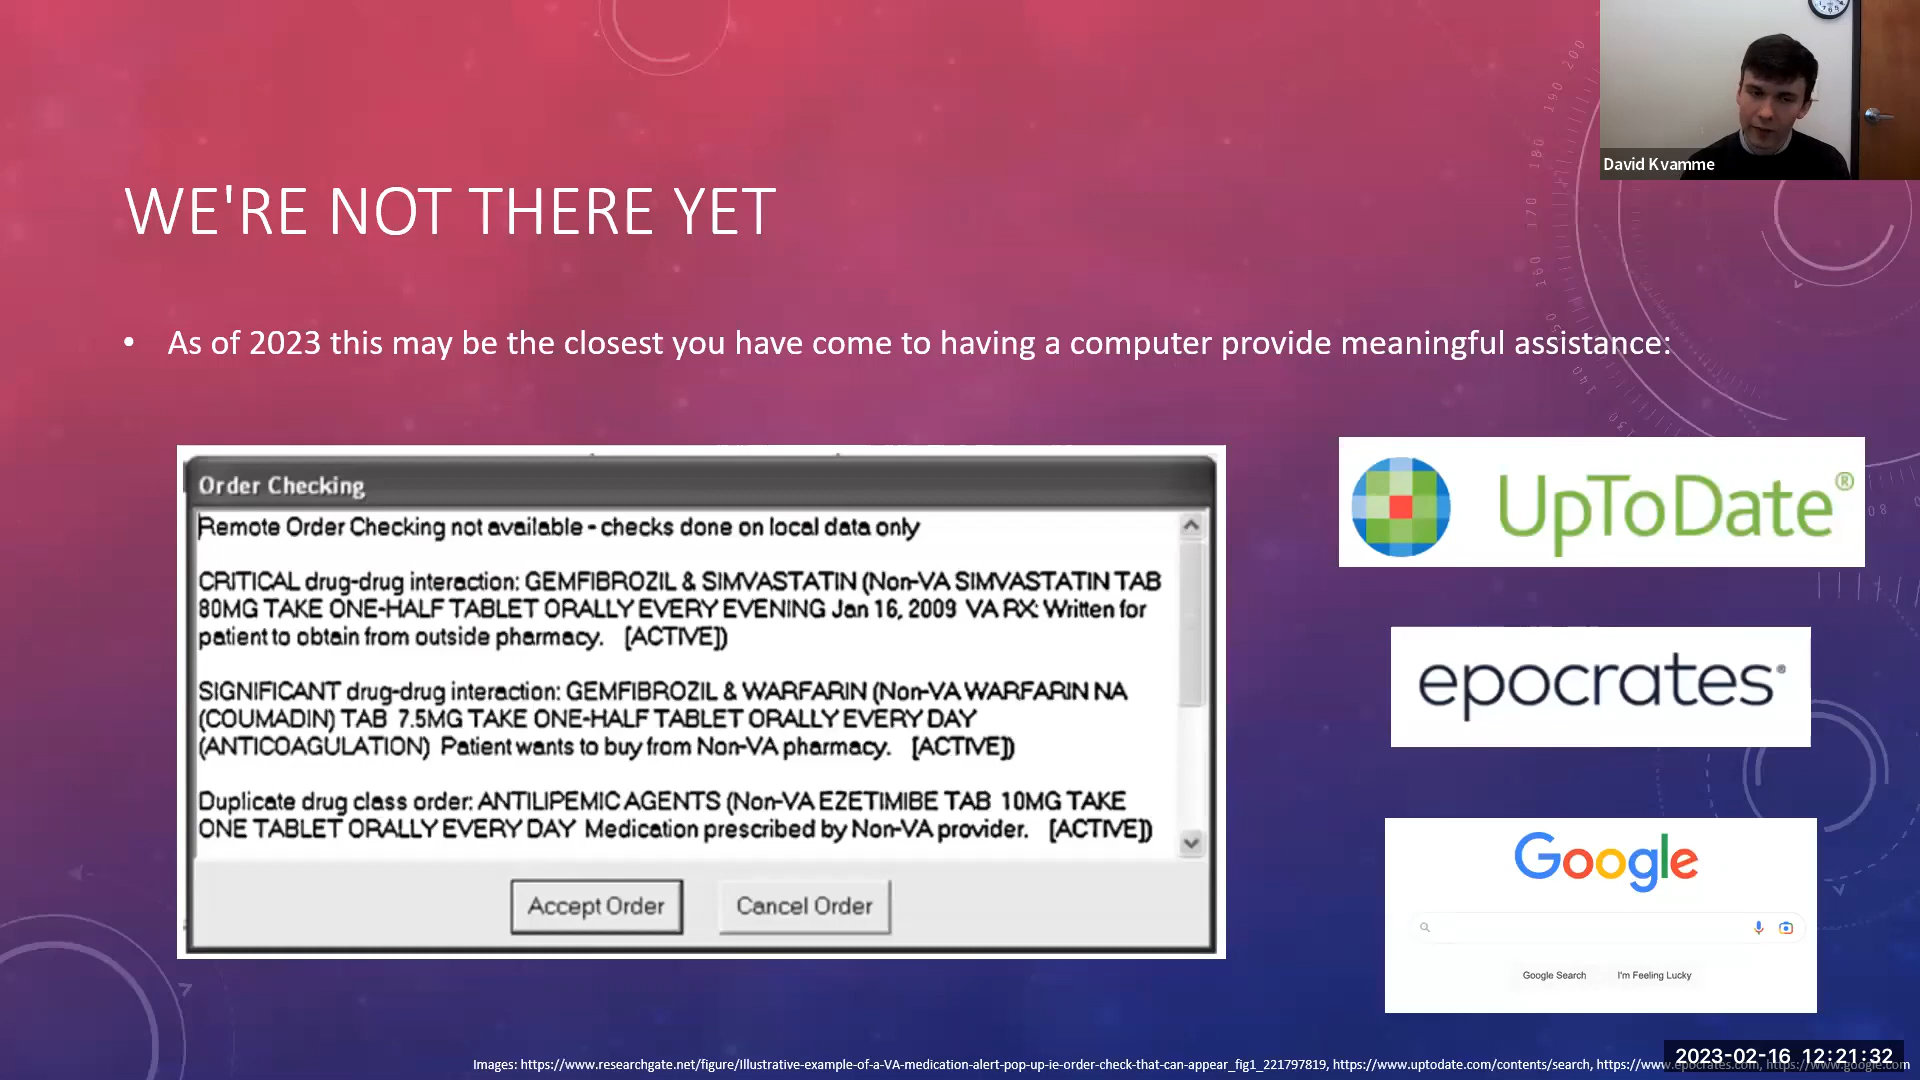 David Kvamme
WE'RE NOT THERE YET
• As of 2023 this may be the closest you have come to having a computer provide meaningful assistance:
Order Checking
Remote Order Checking not available - checks done on local data only
CRITICAL drug-drug interaction: GEMFIBROZIL & SIMVASTATIN (Non-VA SIMVASTATIN TAB
80MG TAKE ONE-HALF TABLET ORALLY EVERY EVENING Jan 16, 2009 VA RX: Written for
patient to obtain from outside pharmacy. [ACTIVE])
SIGNIFICANT drug-drug interaction: GEMFIBROZIL & WARFARIN (Non-VA WARFARIN NA
(COUMADIN) TAB 7.5MG TAKE ONE-HALF TABLET ORALLY EVERY DAY
(ANTICOAGULATION) Patient wants to buy from Non-VA pharmacy. [ACTIVE])
Duplicate drug class order: ANTILIPEMIC AGENTS (Non-VA EZETIMIBE TAB 10MG TAKE
ONE TABLET ORALLY EVERY DAY Medication prescribed by Non-VA provider. [ACTIVE])
Accept Order Cancel Order
UpToDate®
epocrates®
Google
Google Search I'm Feeling Lucky
200
190
180
170
160
140
130
Images: https://www.researchgate.net/figure/Illustrative-example-of-a-VA-medication-alert-pop-up-ie-order-check-that-can-appear_fig1_221797819, https://www.uptodate.com/contents/search, https://www.epocrates.com, https://www.google.com
2023-02-16 12:21:32